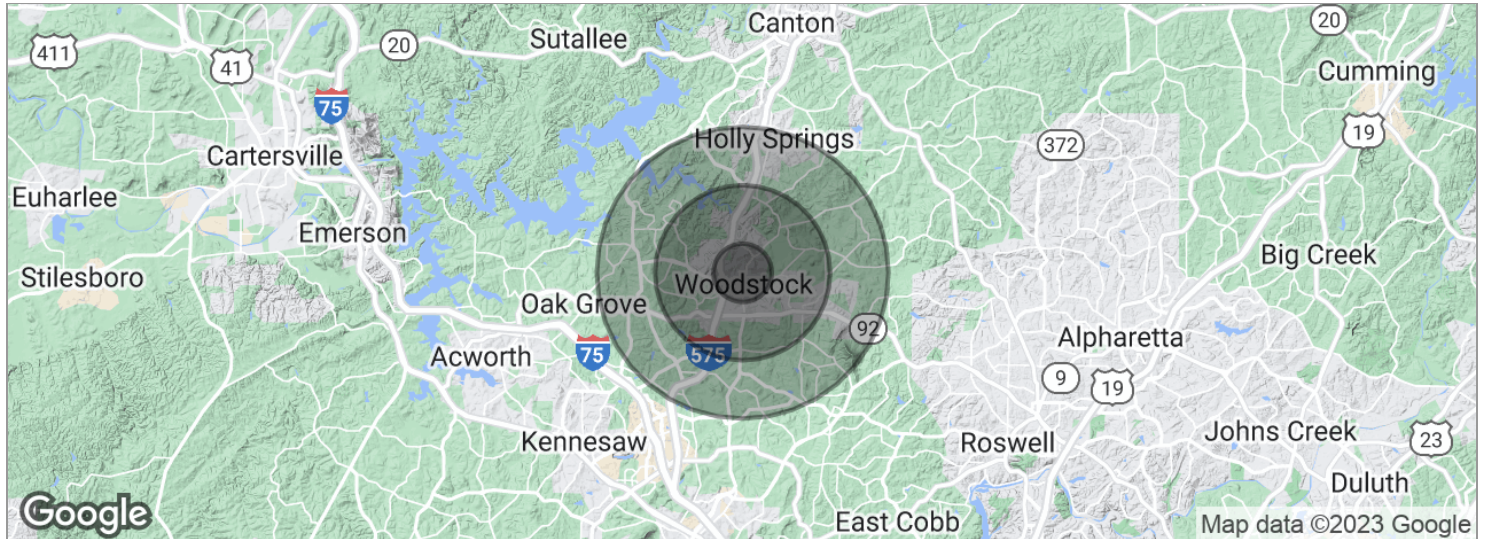 Canton
20
20
411
Sutallee
41
Cumming
75
19
Holly Springs
372
Cartersville
Euharlee
Emerson
Big Creek
Stilesboro
Woodstock
Oak Grove
92
Alpharetta
75
575
Acworth
9
19
Kennesaw
Roswell
Johns Creek
23
Duluth
Google
East Cobb
Map data ©2023 Google